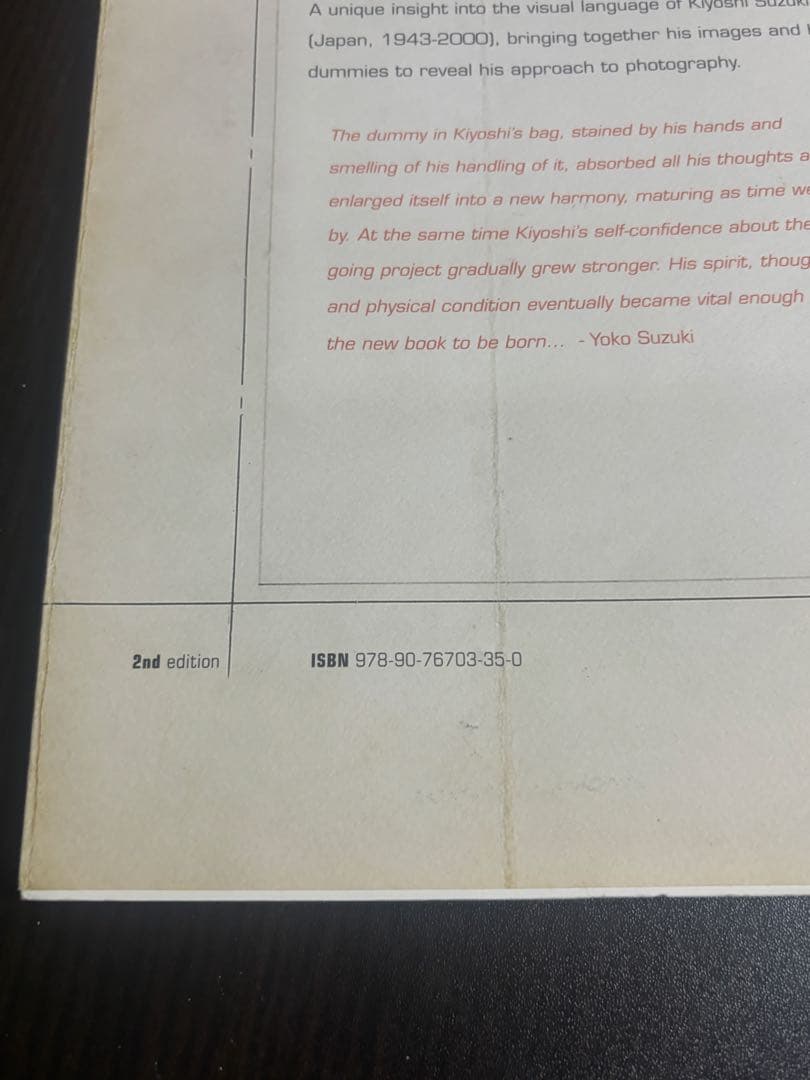 A unique insight into the visual language of Kiyoshi Suzuki
(Japan, 1943-2000), bringing together his images and
dummies to reveal his approach to photography.
The dummy in Kiyoshi's bag, stained by his hands and
smelling of his handling of it, absorbed all his thoughts
enlarged itself into a new harmony, maturing as time
by. At the same time Kiyoshi's self-confidence about the
going project gradually grew stronger. His spirit,
and physical condition eventually became vital enough
the new book to be born... - Yoko Suzuki
2nd edition
ISBN 978-90-76703-35-0